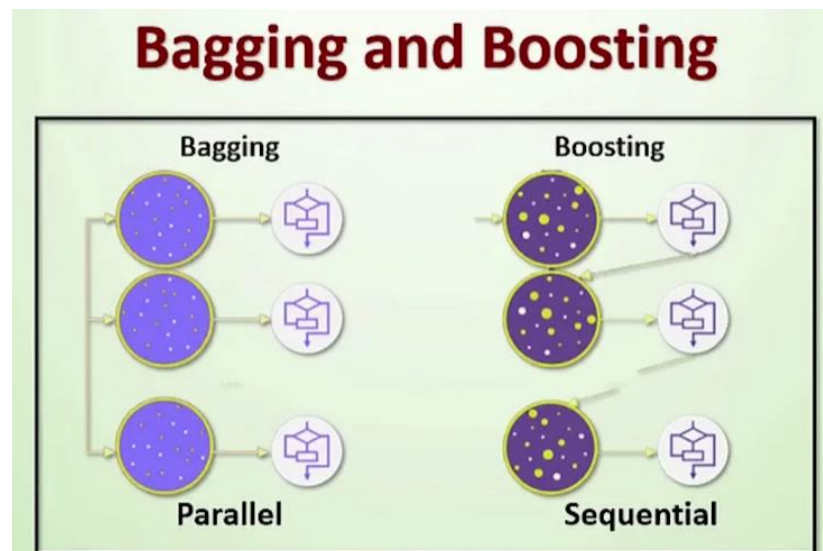 Bagging and Boosting
Bagging
Boosting
Parallel
Sequential